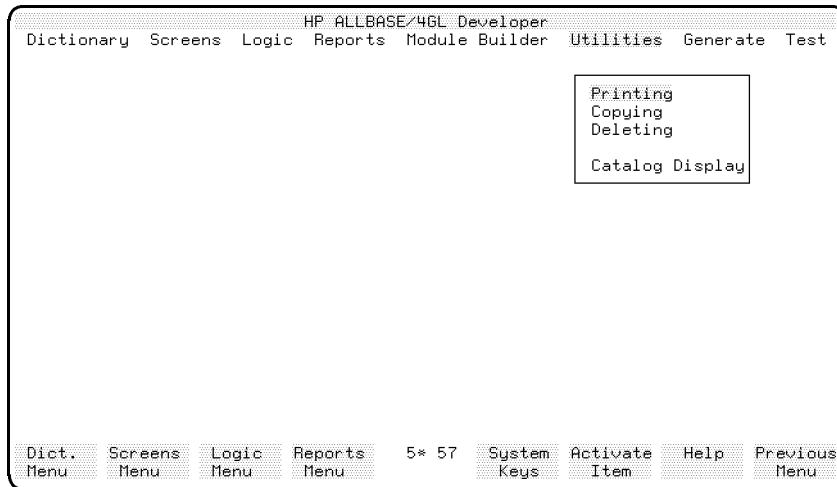 HP ALLBASE/4GL Developer
Dictionary Screens Logic Reports Module Builder Utilities Generate Test
Printing
Copying
Deleting
Catalog Display
Dict. Screens Logic Reports 5* 57 System Activate Help Previous
Menu Menu Menu Menu Keys Item Menu